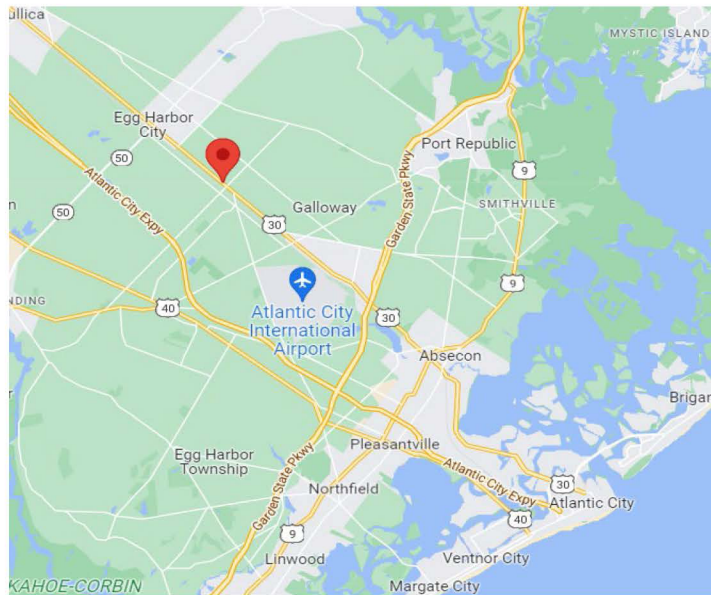 ullica
MYSTIC ISLAND
Egg Harbor
City
Port Republic
50
9
Atlantic City Expy
Garden State Pkwy
50
n
Galloway
SMITHVILLE
30
9
NDING
40
Atlantic City
International
Airport
30
Absecon
Brigan
Egg Harbor
Township
Pleasantville
Garden State Pkwy
Atlantic City Expy
30
Northfield
Atlantic City
40
9
Linwood
Ventnor City
KAHOE-CORBIN
Margate City